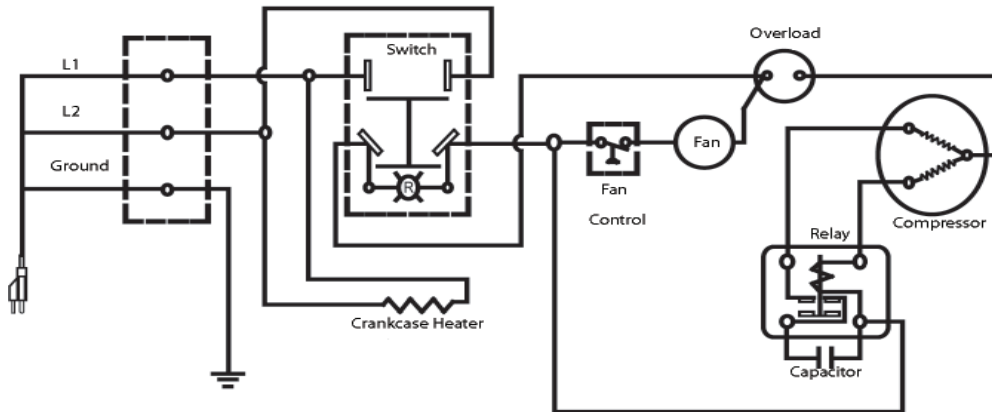 Switch
Overload
L1
L2
Ground
R
Fan
Fan
Control
Relay
Compressor
Crankcase Heater
Capacitor